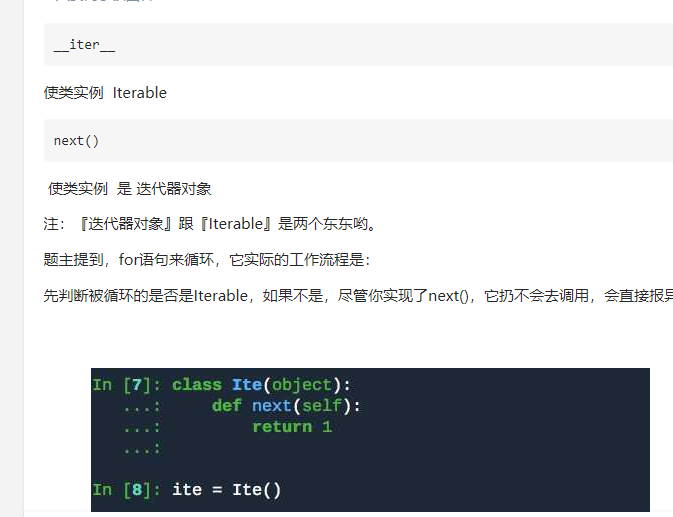 __iter__
使类实例 Iterable
next()
使类实例 是 迭代器对象
注：『迭代器对象』跟『Iterable』是两个东东哟。
题主提到，for语句来循环，它实际的工作流程是：
先判断被循环的是否是Iterable，如果不是，尽管你实现了next()，它扔不会去调用，会直接报异
In [7]: class Ite(object):
...:     def next(self):
...:         return 1
...:
In [8]: ite = Ite()